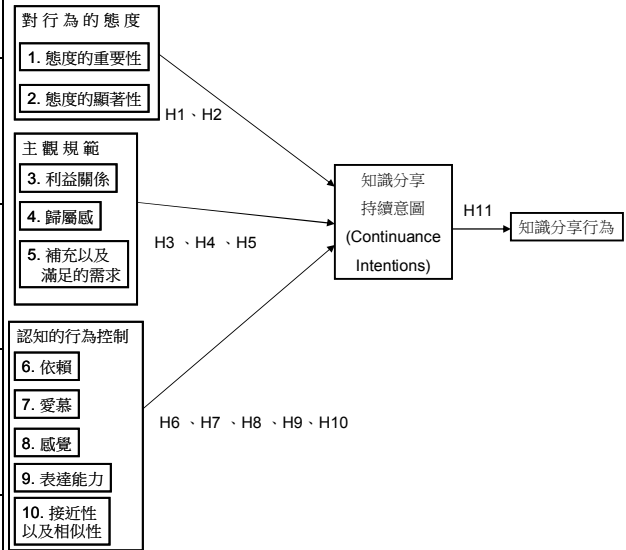 對行為的態度
1. 態度的重要性
2. 態度的顯著性
H1、H2
主觀規範
3. 利益關係
4. 歸屬感
5. 補充以及
滿足的需求
H3 、H4 、H5
認知的行為控制
6. 依賴
7. 愛慕
8. 感覺
9. 表達能力
10. 接近性
以及相似性
H6 、H7 、H8 、H9、H10
知識分享
持續意圖
(Continuance
Intentions)
H11
知識分享行為